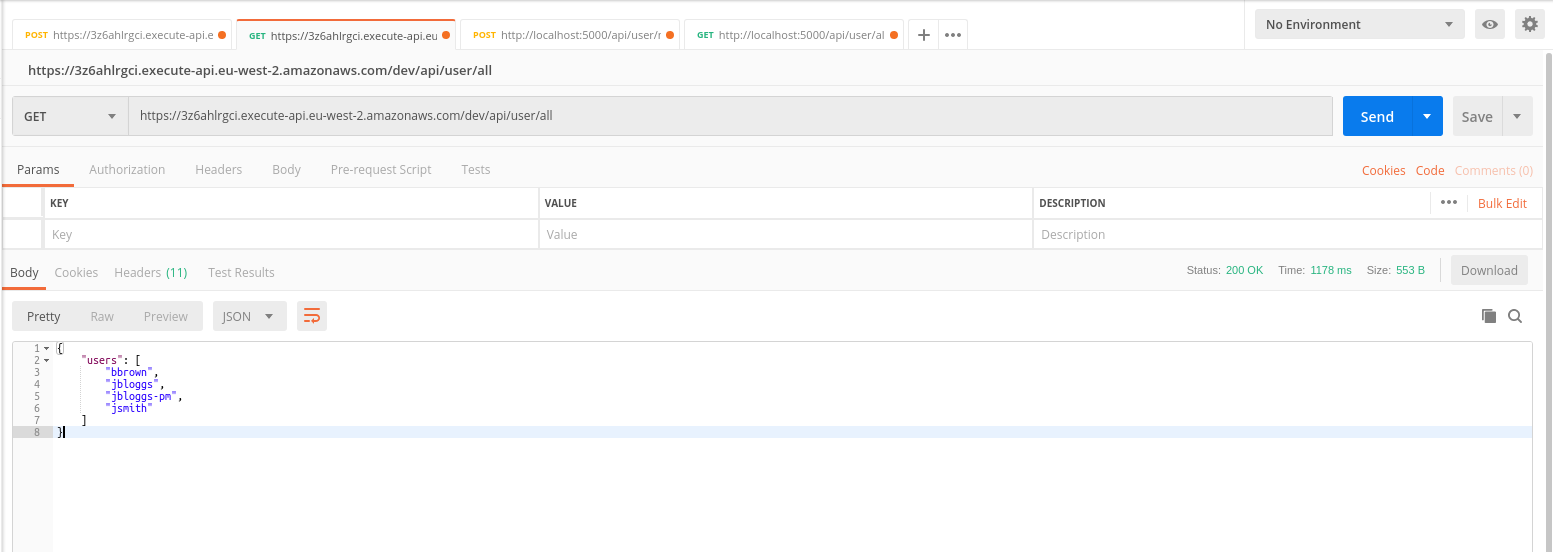 POST https://3z6ahlrgci.execute-api.e GET https://3z6ahlrgci.execute-api.eu POST http://localhost:5000/api/user/r GET http://localhost:5000/api/user/al + ••• No Environment
https://3z6ahlrgci.execute-api.eu-west-2.amazonaws.com/dev/api/user/all
GET https://3z6ahlrgci.execute-api.eu-west-2.amazonaws.com/dev/api/user/all Send Save
Params Authorization Headers Body Pre-request Script Tests Cookies Code Comments (0)
KEY VALUE DESCRIPTION ••• Bulk Edit
Key Value Description
Body Cookies Headers (11) Test Results Status: 200 OK Time: 1178 ms Size: 553 B Download
Pretty Raw Preview JSON
1 {
2 "users": [
3 "bbrown",
4 "jbloggs",
5 "jbloggs-pm",
6 "jsmith"
7 ]
8 }